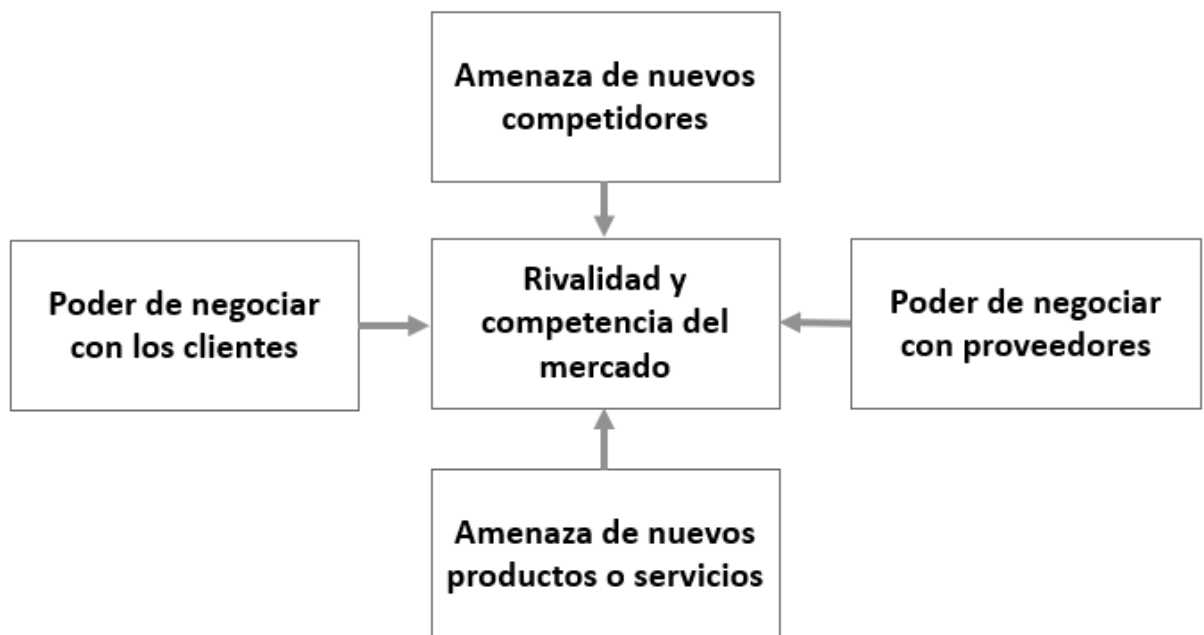 Amenaza de nuevos
competidores
Poder de negociar
con los clientes
Rivalidad y
competencia del
mercado
Poder de negociar
con proveedores
Amenaza de nuevos
productos o servicios